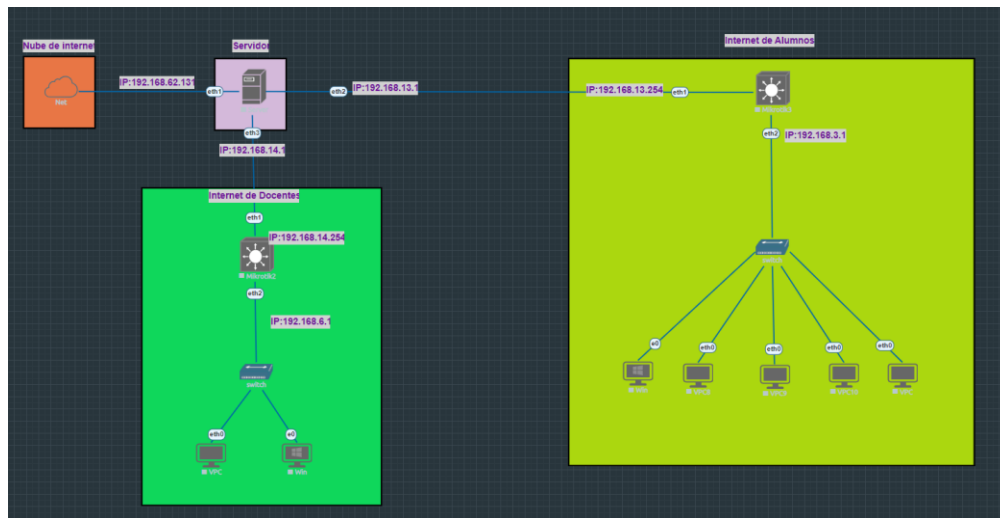 Nube de internet
Servidor
Internet de Alumnos
Net
IP:192.168.62.131
eth1
eth2
IP:192.168.13.1
IP:192.168.13.254
eth1
eth3
IP:192.168.14.1
eth2
IP:192.168.3.1
Internet de Docentes
eth1
IP:192.168.14.254
Mikrotik2
eth2
IP:192.168.6.1
switch
switch
e0
eth0
eth0
eth0
eth0
Win
VPC
eth0
e0
VPC
Win